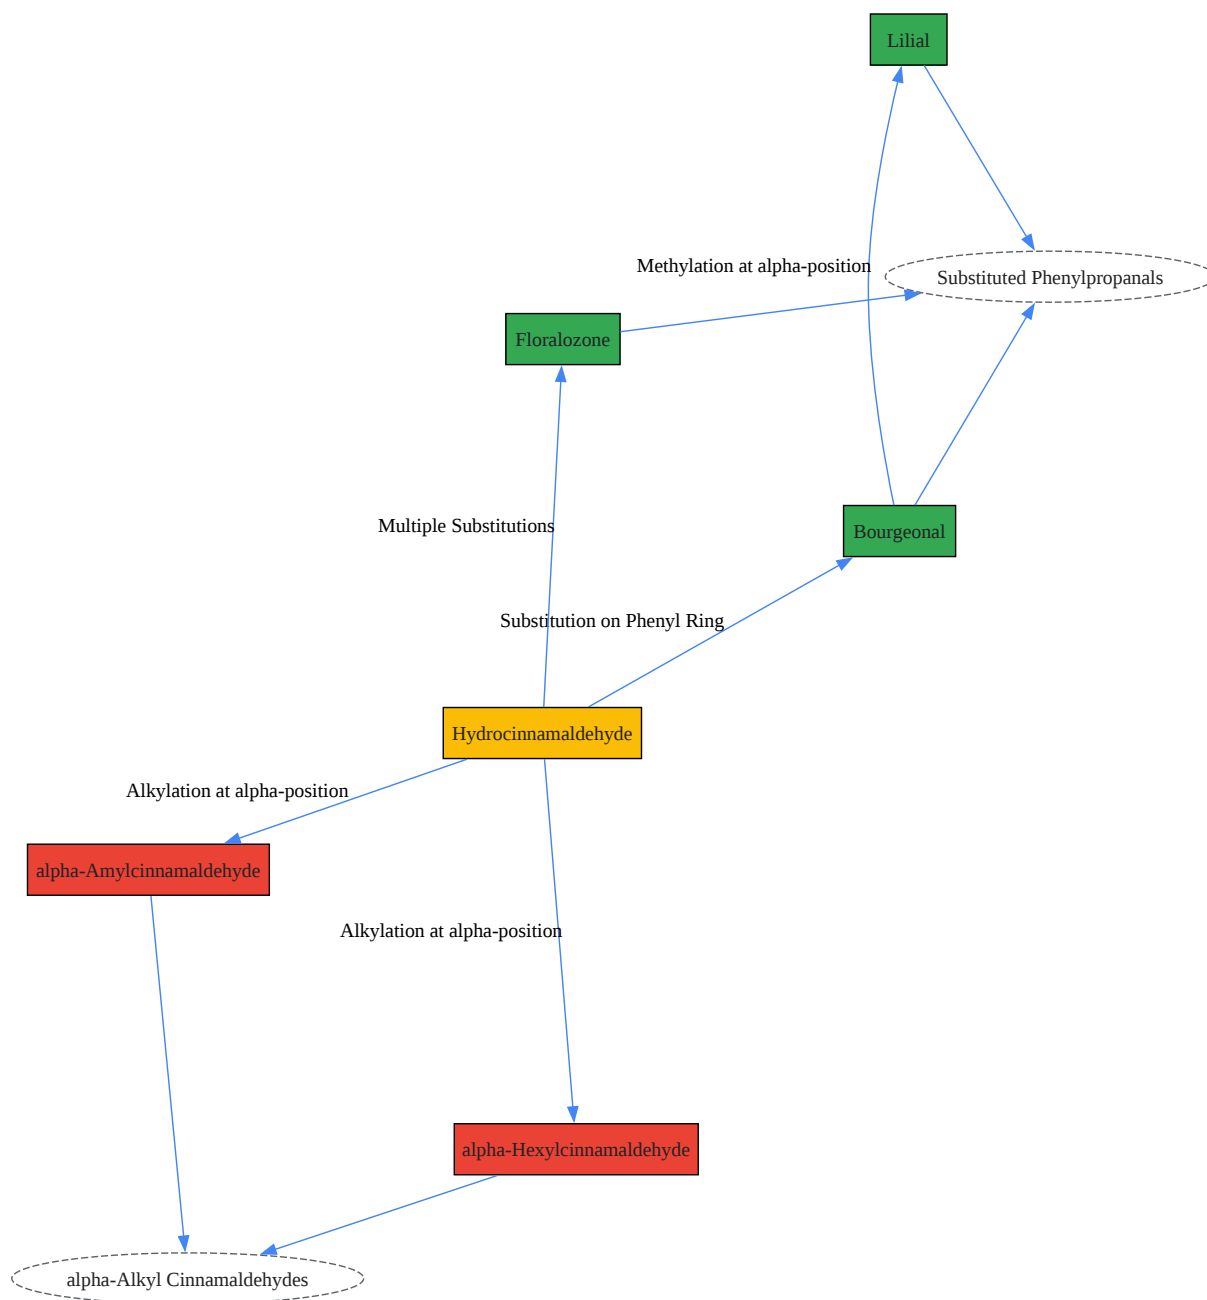 Lilial
Methylation at alpha-position
Substituted Phenylpropanals
Floralozone
Multiple Substitutions
Bourgeonal
Substitution on Phenyl Ring
Hydrocinnamaldehyde
Alkylation at alpha-position
alpha-Amylcinnamaldehyde
Alkylation at alpha-position
alpha-Hexylcinnamaldehyde
alpha-Alkyl Cinnamaldehydes